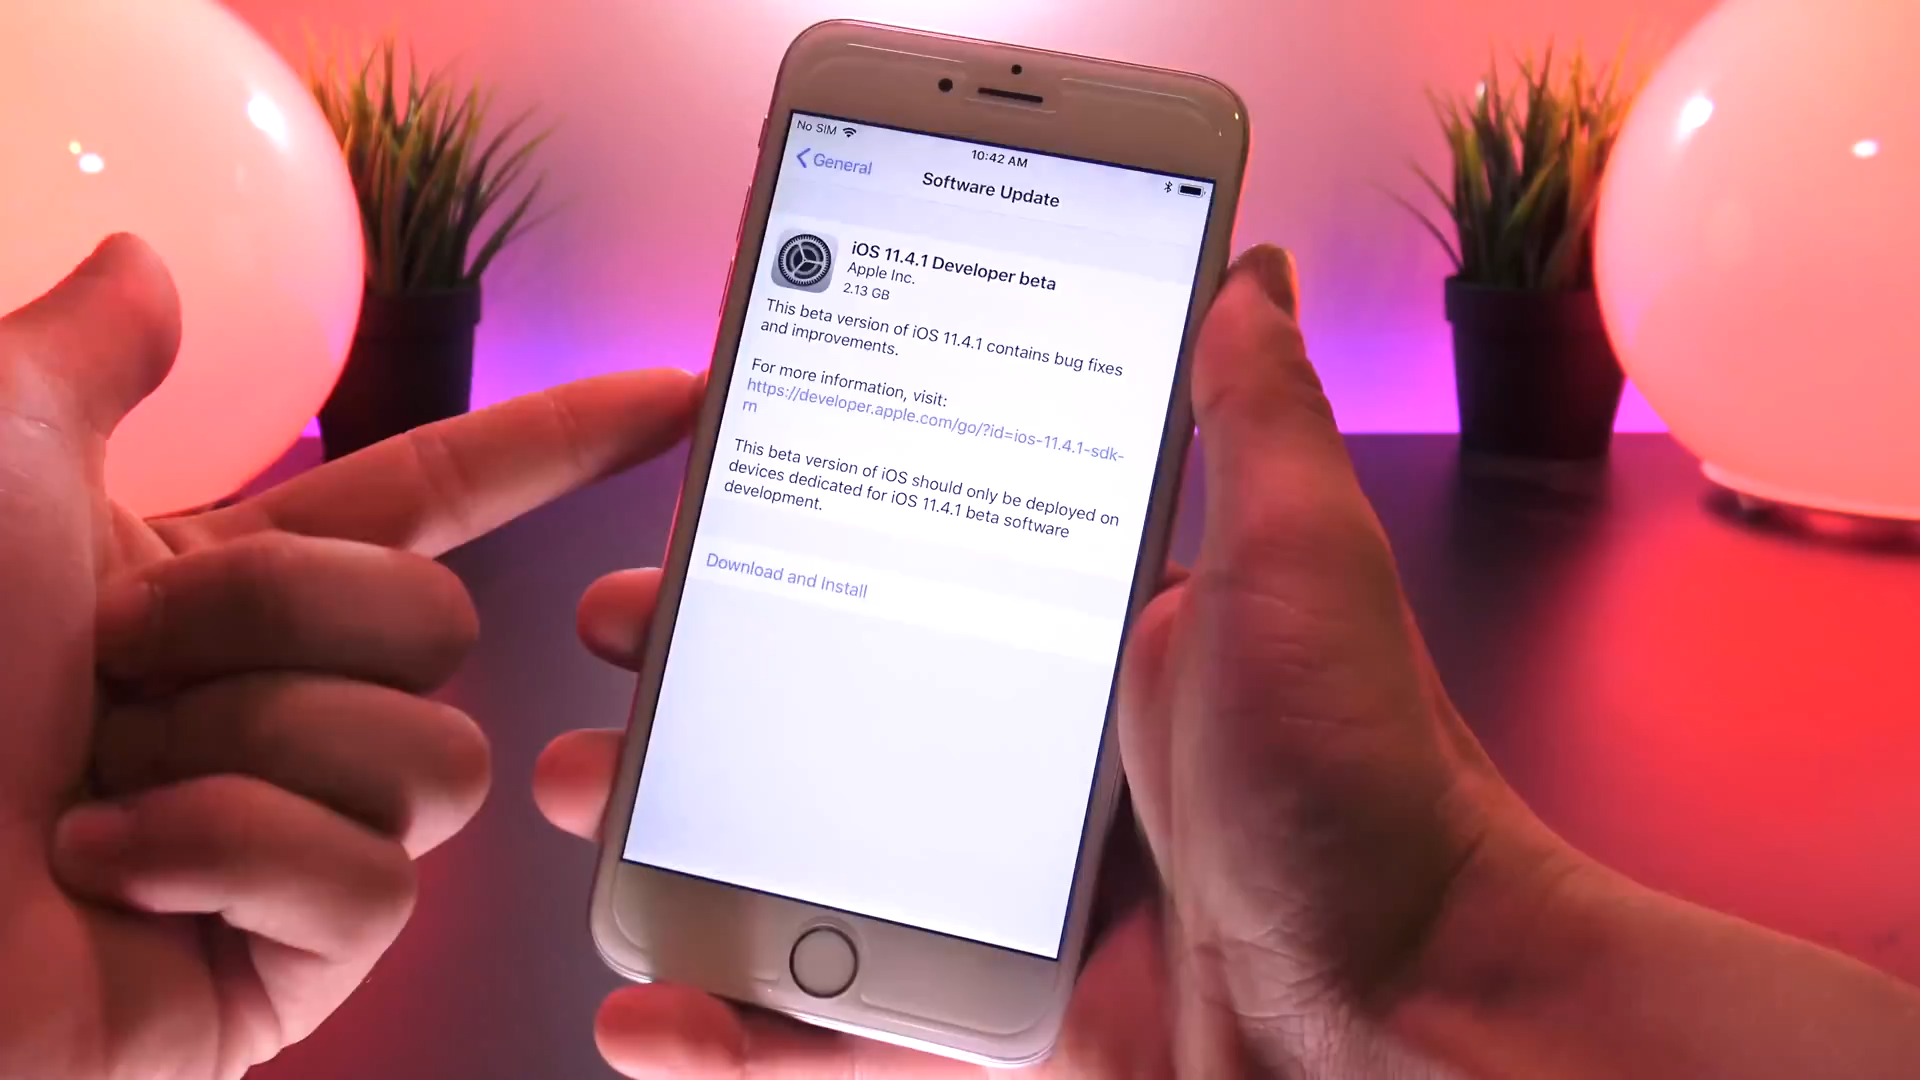 No SIM
10:42 AM
General
Software Update
iOS 11.4.1 Developer beta
Apple Inc.
2.13 GB
This beta version of iOS 11.4.1 contains bug fixes
and improvements.
For more information, visit:
https://developer.apple.com/go/?id=ios-11.4.1-sdk-
rn
This beta version of iOS should only be deployed on
devices dedicated for iOS 11.4.1 beta software
development.
Download and Install